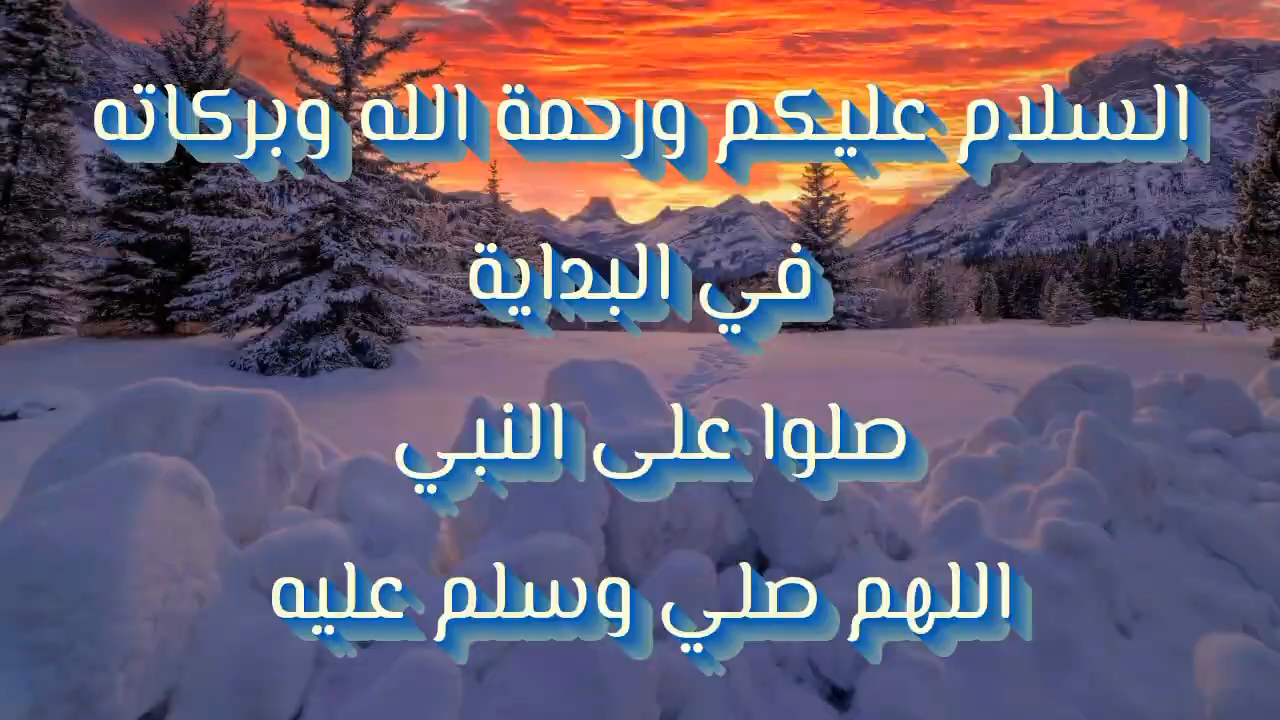 السلام عليكم ورحمة الله وبركاته
في البداية
صلوا على النبي
اللهم صلي وسلم عليه